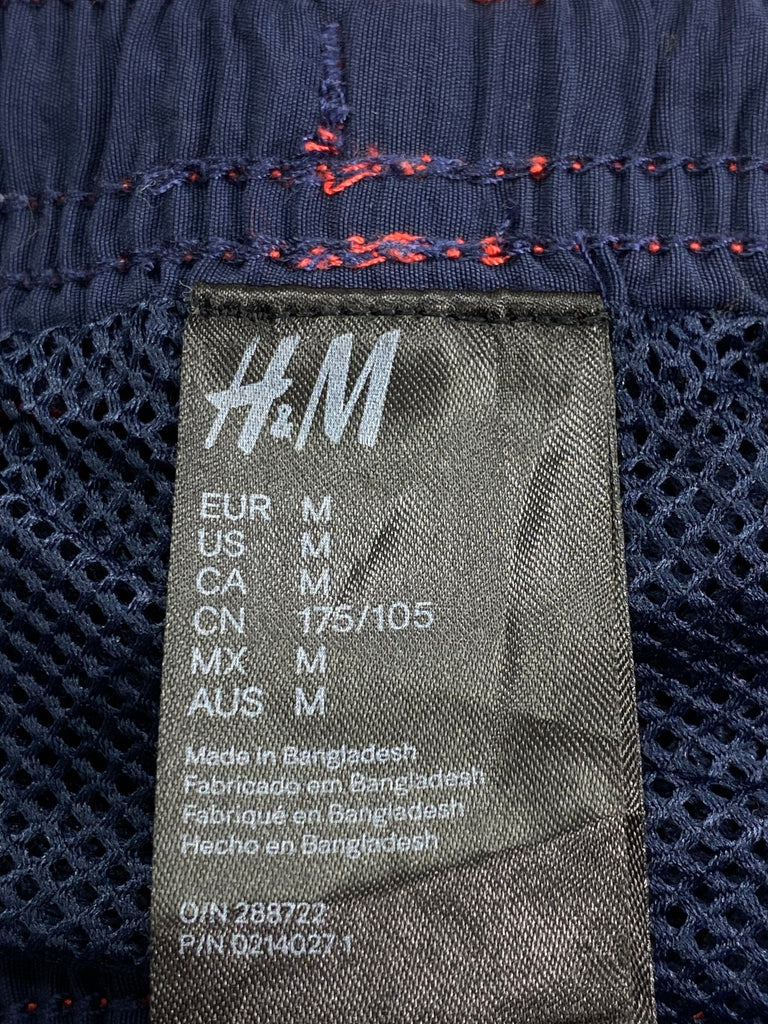 H&M
EUR M
US M
CA M
CN 175/105
MX M
AUS M
Made in Bangladesh
Fabricado em Bangladesh
Fabriqué en Bangladesh
Hecho en Bangladesh
O/N 288722
P/N 0214027.1